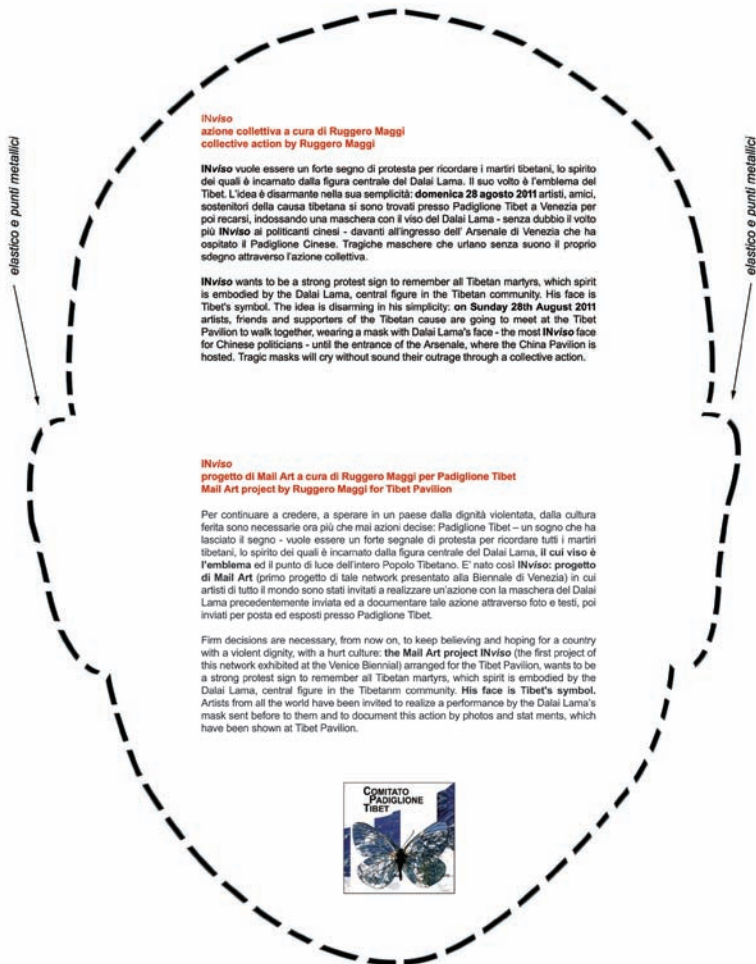 elastico e punti metallici
INviso
azione collettiva a cura di Ruggero Maggi
collective action by Ruggero Maggi
INviso vuole essere un forte segno di protesta per ricordare i martiri tibetani, lo spirito
dei quali è incarnato dalla figura centrale del Dalai Lama. Il suo volto è l'emblema del
Tibet. L'idea è disarmante nella sua semplicità: domenica 28 agosto 2011 artisti, amici,
sostenitori della causa tibetana si sono trovati presso Padiglione Tibet a Venezia per
poi recarsi, indossando una maschera con il viso del Dalai Lama - senza dubbio il volto
più INviso ai politicanti cinesi - davanti all'ingresso dell' Arsenale di Venezia che ha
ospitato il Padiglione Cinese. Tragiche maschere che urlano senza suono il proprio
sdegno attraverso l'azione collettiva.
INviso wants to be a strong protest sign to remember all Tibetan martyrs, which spirit
is embodied by the Dalai Lama, central figure in the Tibetan community. His face is
Tibet's symbol. The idea is disarming in his simplicity: on Sunday 28th August 2011
artists, friends and supporters of the Tibetan cause are going to meet at the Tibet
Pavilion to walk together, wearing a mask with Dalai Lama's face - the most INviso face
for Chinese politicians - until the entrance of the Arsenale, where the China Pavilion is
hosted. Tragic masks will cry without sound their outrage through a collective action.
elastico e punti metallici
INviso
progetto di Mail Art a cura di Ruggero Maggi per Padiglione Tibet
Mail Art project by Ruggero Maggi for Tibet Pavilion
Per continuare a credere, a sperare in un paese dalla dignità violentata, dalla cultura
ferita sono necessarie ora più che mai azioni decise: Padiglione Tibet – un sogno che ha
lasciato il segno - vuole essere un forte segnale di protesta per ricordare tutti i martiri
tibetani, lo spirito dei quali è incarnato dalla figura centrale del Dalai Lama, il cui viso è
l'emblema ed il punto di luce dell'intero Popolo Tibetano. E' nato così INviso: progetto
di Mail Art (primo progetto di tale network presentato alla Biennale di Venezia) in cui
artisti di tutto il mondo sono stati invitati a realizzare un'azione con la maschera del Dalai
Lama precedentemente inviata ed a documentare tale azione attraverso foto e testi, poi
inviati per posta ed esposti presso Padiglione Tibet.
Firm decisions are necessary, from now on, to keep believing and hoping for a country
with a violent dignity, with a hurt culture: the Mail Art project INviso (the first project of
this network exhibited at the Venice Biennial) arranged for the Tibet Pavilion, wants to be
a strong protest sign to remember all Tibetan martyrs, which spirit is embodied by the
Dalai Lama, central figure in the Tibetanm community. His face is Tibet's symbol.
Artists from all the world have been invited to realize a performance by the Dalai Lama's
mask sent before to them and to document this action by photos and stat ments, which
have been shown at Tibet Pavilion.
COMITATO
PADIGLIONE
TIBET